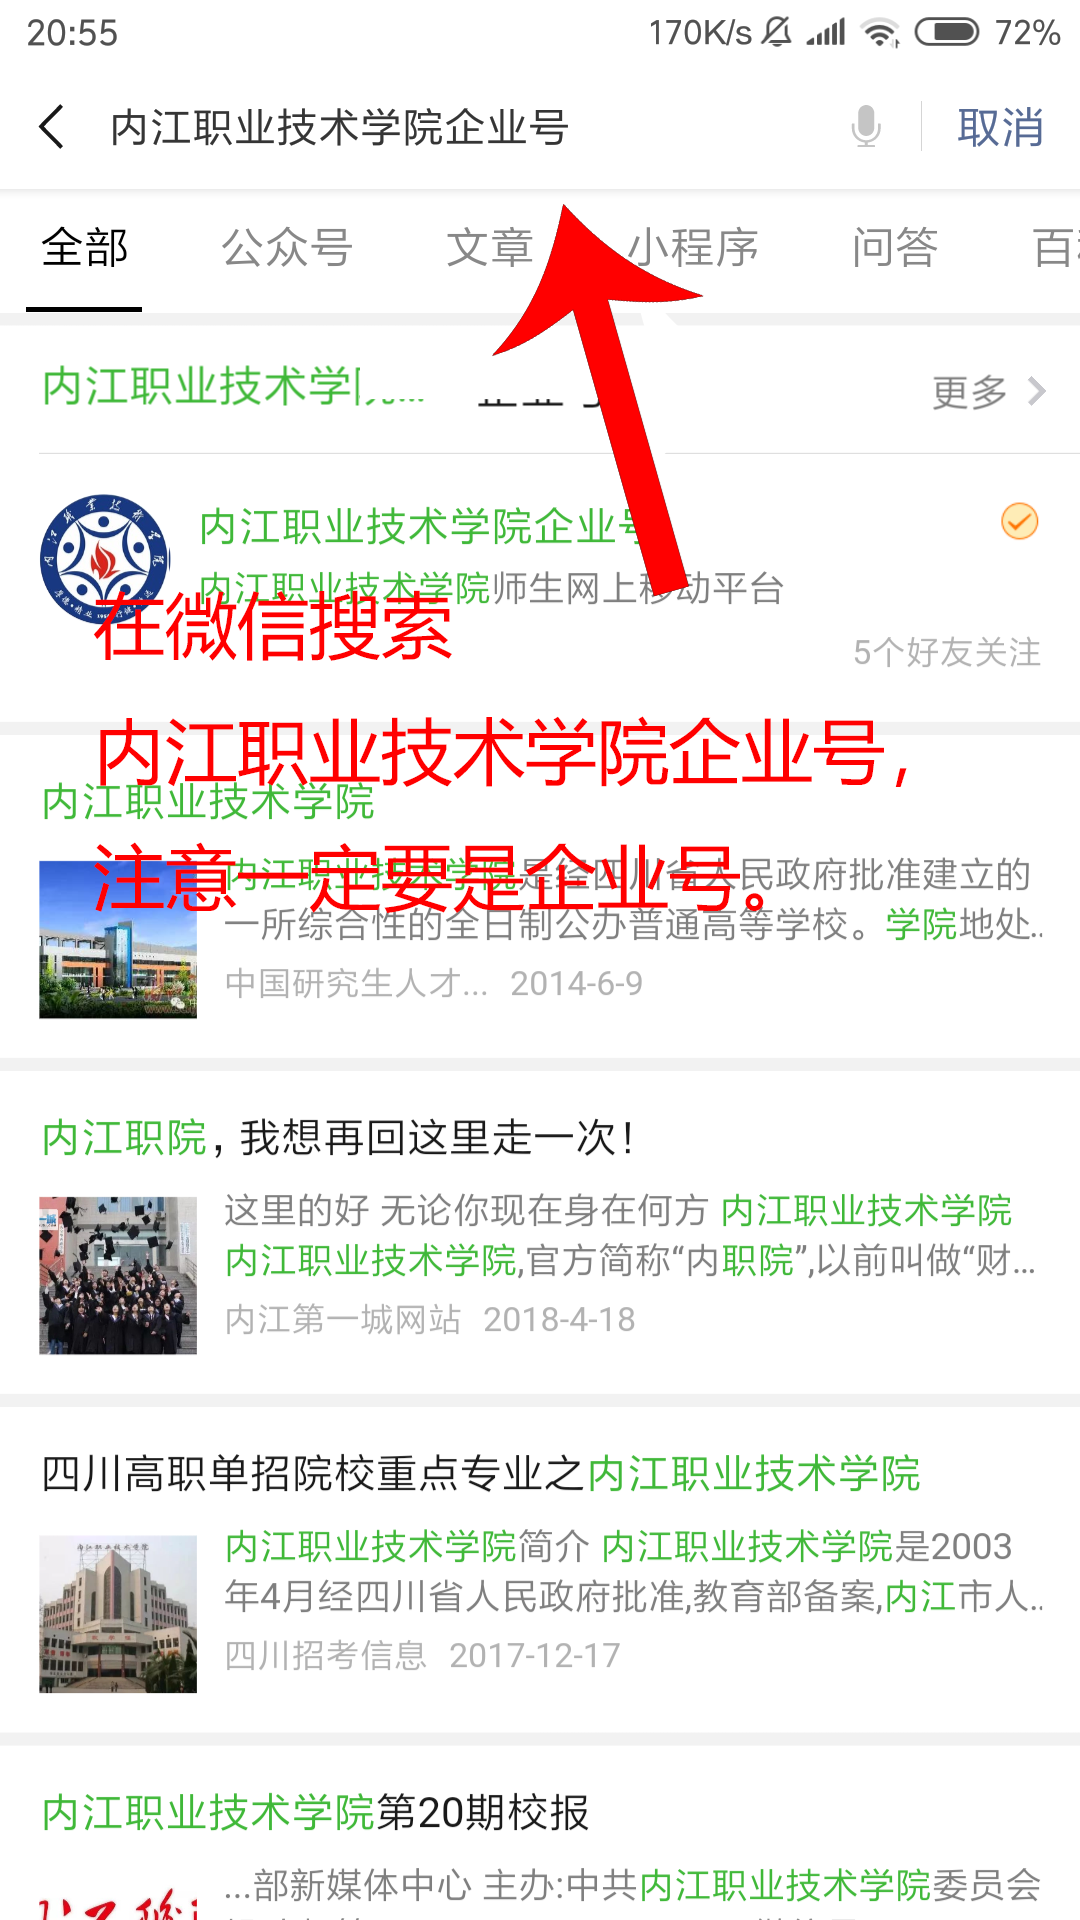 20:55 170K/s 72%
内江职业技术学院企业号 取消
全部 公众号 文章 小程序 问答
内江职业技术学 更多
内江职业技术学院企业号
内江职业技术学院师生网上移动平台
5个好友关注
在微信搜索
内江职业技术学院企业号,
注意一定要是企业号。
内江职业技术学院
内江职业技术学院是经四川省人民政府批准建立的
一所综合性的全日制公办普通高等学校。学院地处...
中国研究生人才... 2014-6-9
内江职院，我想再回这里走一次！
这里的好 无论你现在身在何方 内江职业技术学院
内江职业技术学院,官方简称“内职院”,以前叫做“财...
内江第一城网站 2018-4-18
四川高职单招院校重点专业之内江职业技术学院
内江职业技术学院简介 内江职业技术学院是2003
年4月经四川省人民政府批准,教育部备案,内江市人...
四川招考信息 2017-12-17
内江职业技术学院第20期校报
...部新媒体中心 主办:中共内江职业技术学院委员会